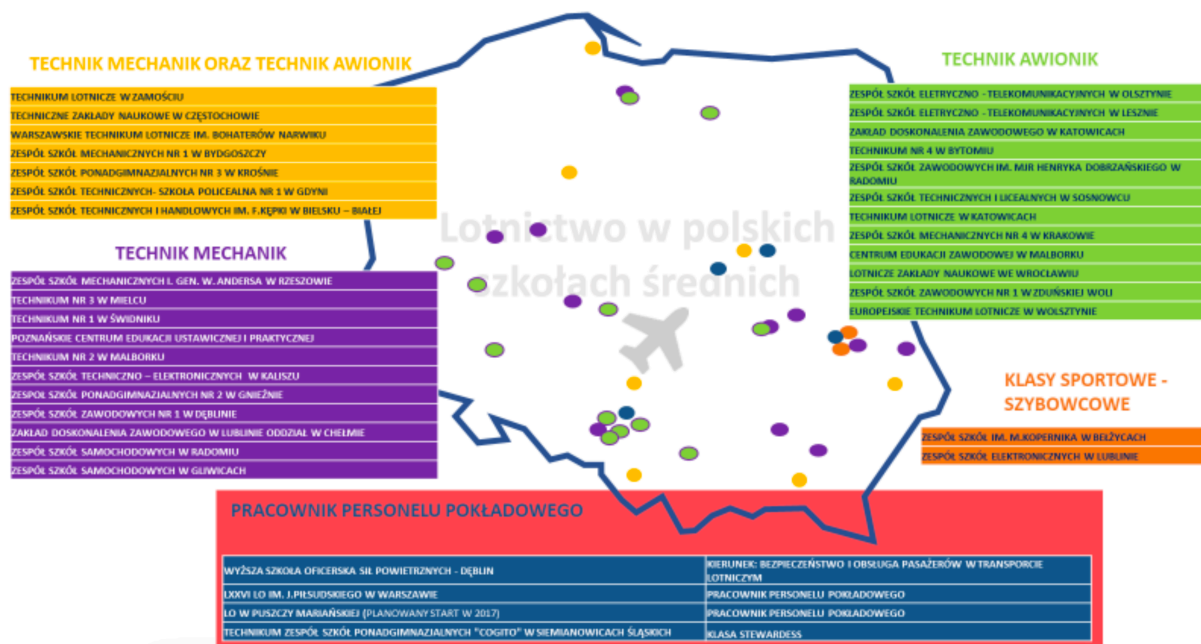 TECHNIK MECHANIK ORAZ TECHNIK AWIONIK
TECHNIKUM LOTNICZE W ZAMOŚCIU
TECHNICZNE ZAKŁADY NAUKOWE W CZĘSTOCHOWIE
WARSZAWSKIE TECHNIKUM LOTNICZE IM. BOHATERÓW NARWIKU
ZESPÓŁ SZKÓŁ MECHANICZNYCH NR 1 W BYDGOSZCZY
ZESPÓŁ SZKÓŁ PONADGIMNAZJALNYCH NR 3 W KROŚNIE
ZESPÓŁ SZKÓŁ TECHNICZNYCH- SZKOŁA POLICEALNA NR 1 W GDYNI
ZESPÓŁ SZKÓŁ TECHNICZNYCH I HANDLOWYCH IM. F.KĘPKI W BIELSKU – BIAŁEJ
TECHNIK MECHANIK
ZESPÓŁ SZKÓŁ MECHANICZNYCH I. GEN. W. ANDERSA W RZESZOWIE
TECHNIKUM NR 3 W MIELCU
TECHNIKUM NR 1 W ŚWIDNIKU
POZNAŃSKIE CENTRUM EDUKACJI USTAWICZNEJ I PRAKTYCZNEJ
TECHNIKUM NR 2 W MALBORKU
ZESPÓŁ SZKÓŁ TECHNICZNO – ELEKTRONICZNYCH W KALISZU
ZESPÓŁ SZKÓŁ PONADGIMNAZJALNYCH NR 2 W GNIEŹNIE
ZESPÓŁ SZKÓŁ ZAWODOWYCH NR 1 W DĘBLINIE
ZAKŁAD DOSKONALENIA ZAWODOWEGO W LUBLINIE ODDZIAŁ W CHEŁMIE
ZESPÓŁ SZKÓŁ SAMOCHODOWYCH W RADOMIU
ZESPÓŁ SZKÓŁ SAMOCHODOWYCH W GLIWICACH
Lotnictwo w polskich
szkołach średnich
TECHNIK AWIONIK
ZESPÓŁ SZKÓŁ ELETRYCZNO - TELEKOMUNIKACYJNYCH W OLSZTYNIE
ZESPÓŁ SZKÓŁ ELETRYCZNO - TELEKOMUNIKACYJNYCH W LESZNIE
ZAKŁAD DOSKONALENIA ZAWODOWEGO W KATOWICACH
TECHNIKUM NR 4 W BYTOMIU
ZESPÓŁ SZKÓŁ ZAWODOWYCH IM. MJR HENRYKA DOBRZAŃSKIEGO W
RADOMIU
ZESPÓŁ SZKÓŁ TECHNICZNYCH I LICEALNYCH W SOSNOWCU
TECHNIKUM LOTNICZE W KATOWICACH
ZESPÓŁ SZKÓŁ MECHANICZNYCH NR 4 W KRAKOWIE
CENTRUM EDUKACJI ZAWODOWEJ W MALBORKU
LOTNICZE ZAKŁADY NAUKOWE WE WROCŁAWIU
ZESPÓŁ SZKÓŁ ZAWODOWYCH NR 1 W ZDUŃSKIEJ WOLI
EUROPEJSKIE TECHNIKUM LOTNICZE W WOLSZTYNIE
KLASY SPORTOWE -
SZYBOWCOWE
ZESPÓŁ SZKÓŁ IM. M.KOPERNIKA W BEŁŻYCACH
ZESPÓŁ SZKÓŁ ELEKTRONICZNYCH W LUBLINIE
PRACOWNIK PERSONELU POKŁADOWEGO
WYŻSZA SZKOŁA OFICERSKA SIŁ POWIETRZNYCH - DĘBLIN
KIERUNEK: BEZPIECZEŃSTWO I OBSŁUGA PASAŻERÓW W TRANSPORCIE
LOTNICZYM
LXXVI LO IM. J.PIŁSUDSKIEGO W WARSZAWIE
PRACOWNIK PERSONELU POKŁADOWEGO
LO W PUSZCZY MARIAŃSKIEJ (PLANOWANY START W 2017)
PRACOWNIK PERSONELU POKŁADOWEGO
TECHNIKUM ZESPÓŁ SZKÓŁ PONADGIMNAZJALNYCH "COGITO" W SIEMIANOWICACH ŚLĄSKICH
KLASA STEWARDESS